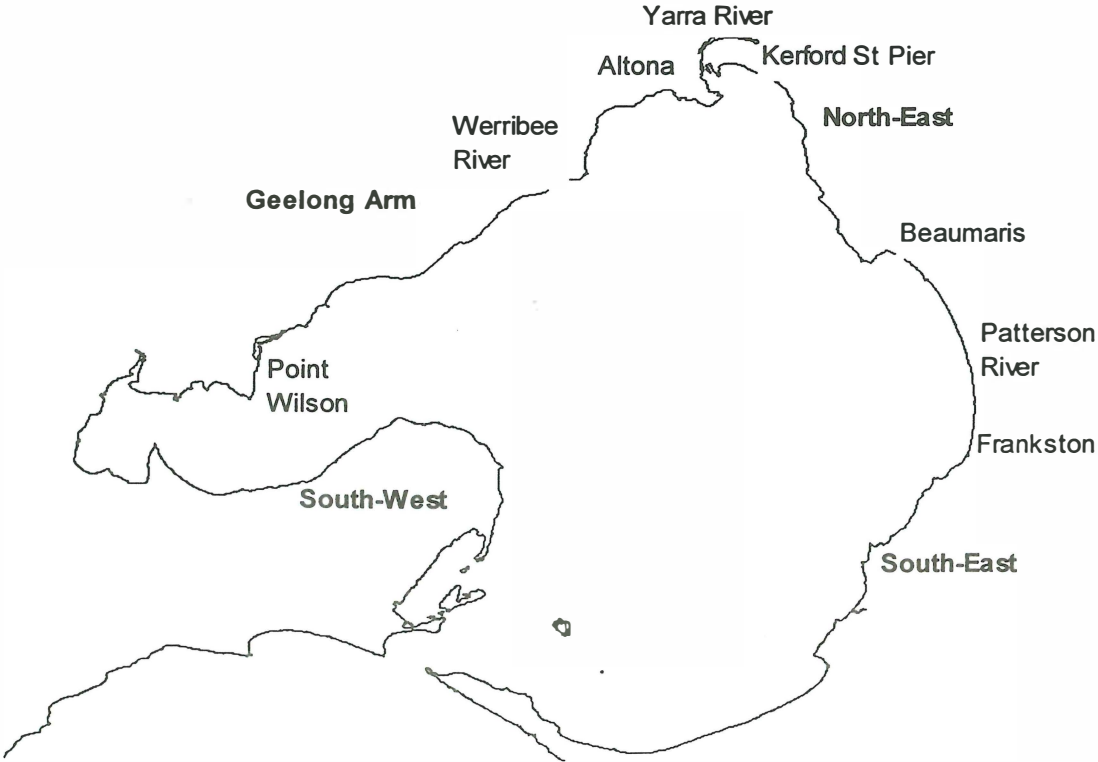 Yarra River
Kerford St Pier
Altona
North-East
Werribee
River
Geelong Arm
Beaumaris
Patterson
River
Point
Wilson
Frankston
South-West
South-East